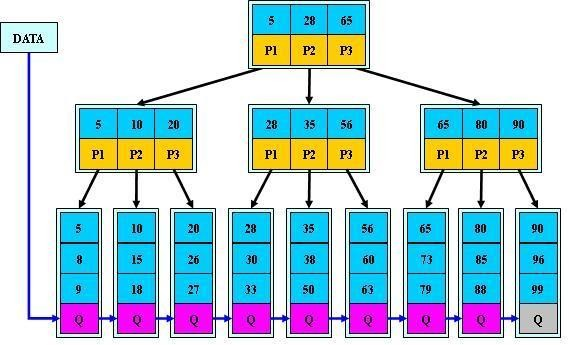 5 28 65
DATA
P1 P2 P3
5 10 20 28 35 56 65 80 90
P1 P2 P3 P1 P2 P3 P1 P2 P3
5 10 20 28 35 56 65 80 90
8 15 26 30 38 60 73 85 96
9 18 27 33 50 63 79 88 99
Q Q Q Q Q Q Q Q Q